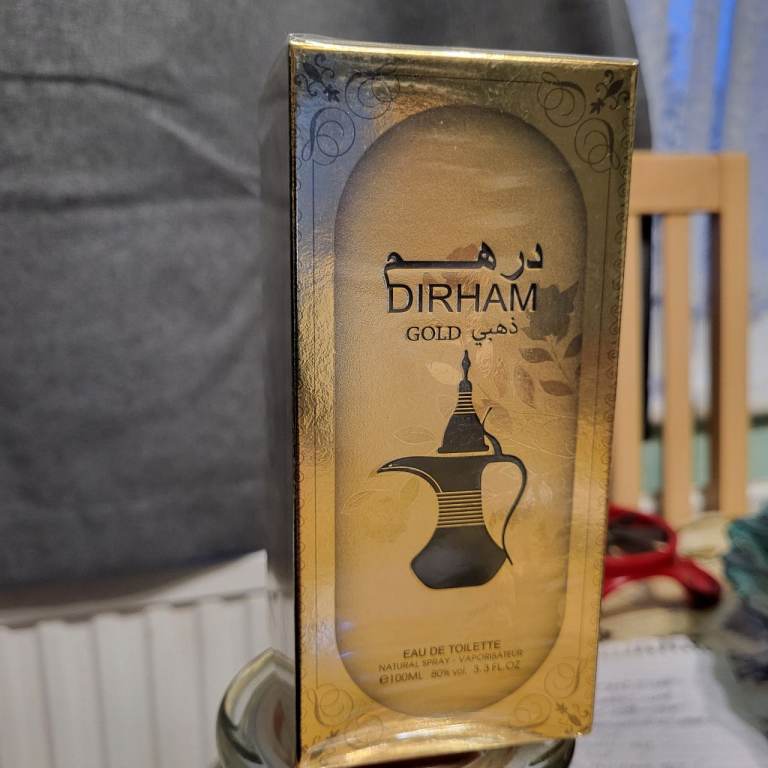 درهم
DIRHAM
GOLD ذهبي
EAU DE TOILETTE
NATURAL SPRAY - VAPORISATEUR
℮100ML 80% vol. 3.3 FL.OZ